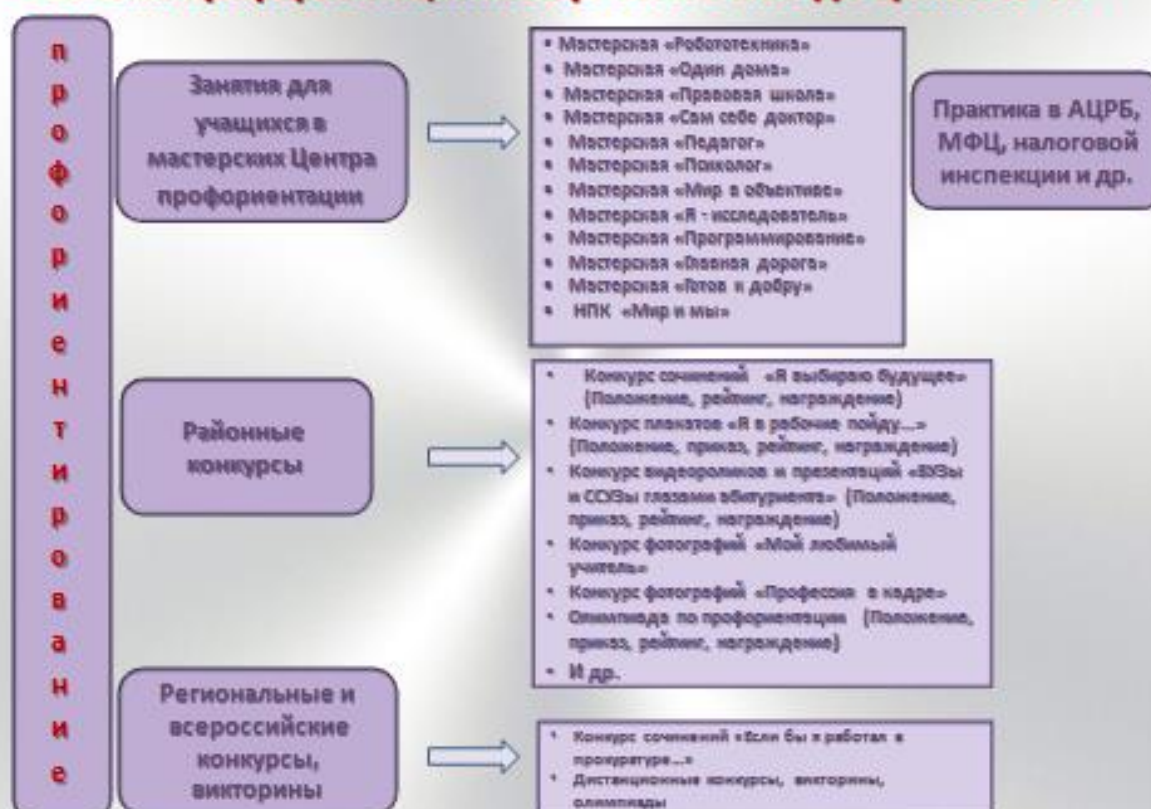 профориентирование
Занятия для
учащихся в
мастерских Центра
профориентации
• Мастерская «Робототехника»
• Мастерская «Один дома»
• Мастерская «Правовая школа»
• Мастерская «Сам себе доктор»
• Мастерская «Педагог»
• Мастерская «Психолог»
• Мастерская «Мир в объективе»
• Мастерская «Я - исследователь»
• Мастерская «Программирование»
• Мастерская «Главная дорога»
• Мастерская «Готов к добру»
• НПК «Мир и мы»
Практика в АЦРБ,
МФЦ, налоговой
инспекции и др.
Районные
конкурсы
• Конкурс сочинений «Я выбираю будущее»
(Положение, рейтинг, награждение)
• Конкурс плакатов «Я в рабочие пойду...»
(Положение, приказ, рейтинг, награждение)
• Конкурс видеороликов и презентаций «ВУЗы
и ССУЗы глазами абитуриента» (Положение,
приказ, рейтинг, награждение)
• Конкурс фотографий «Мой любимый
учитель»
• Конкурс фотографий «Профессия в кадре»
• Олимпиада по профориентации (Положение,
приказ, рейтинг, награждение)
• И др.
Региональные и
всероссийские
конкурсы,
викторины
• Конкурс сочинений «Если бы я работал в
прокуратуре...»
• Дистанционные конкурсы, викторины,
олимпиады